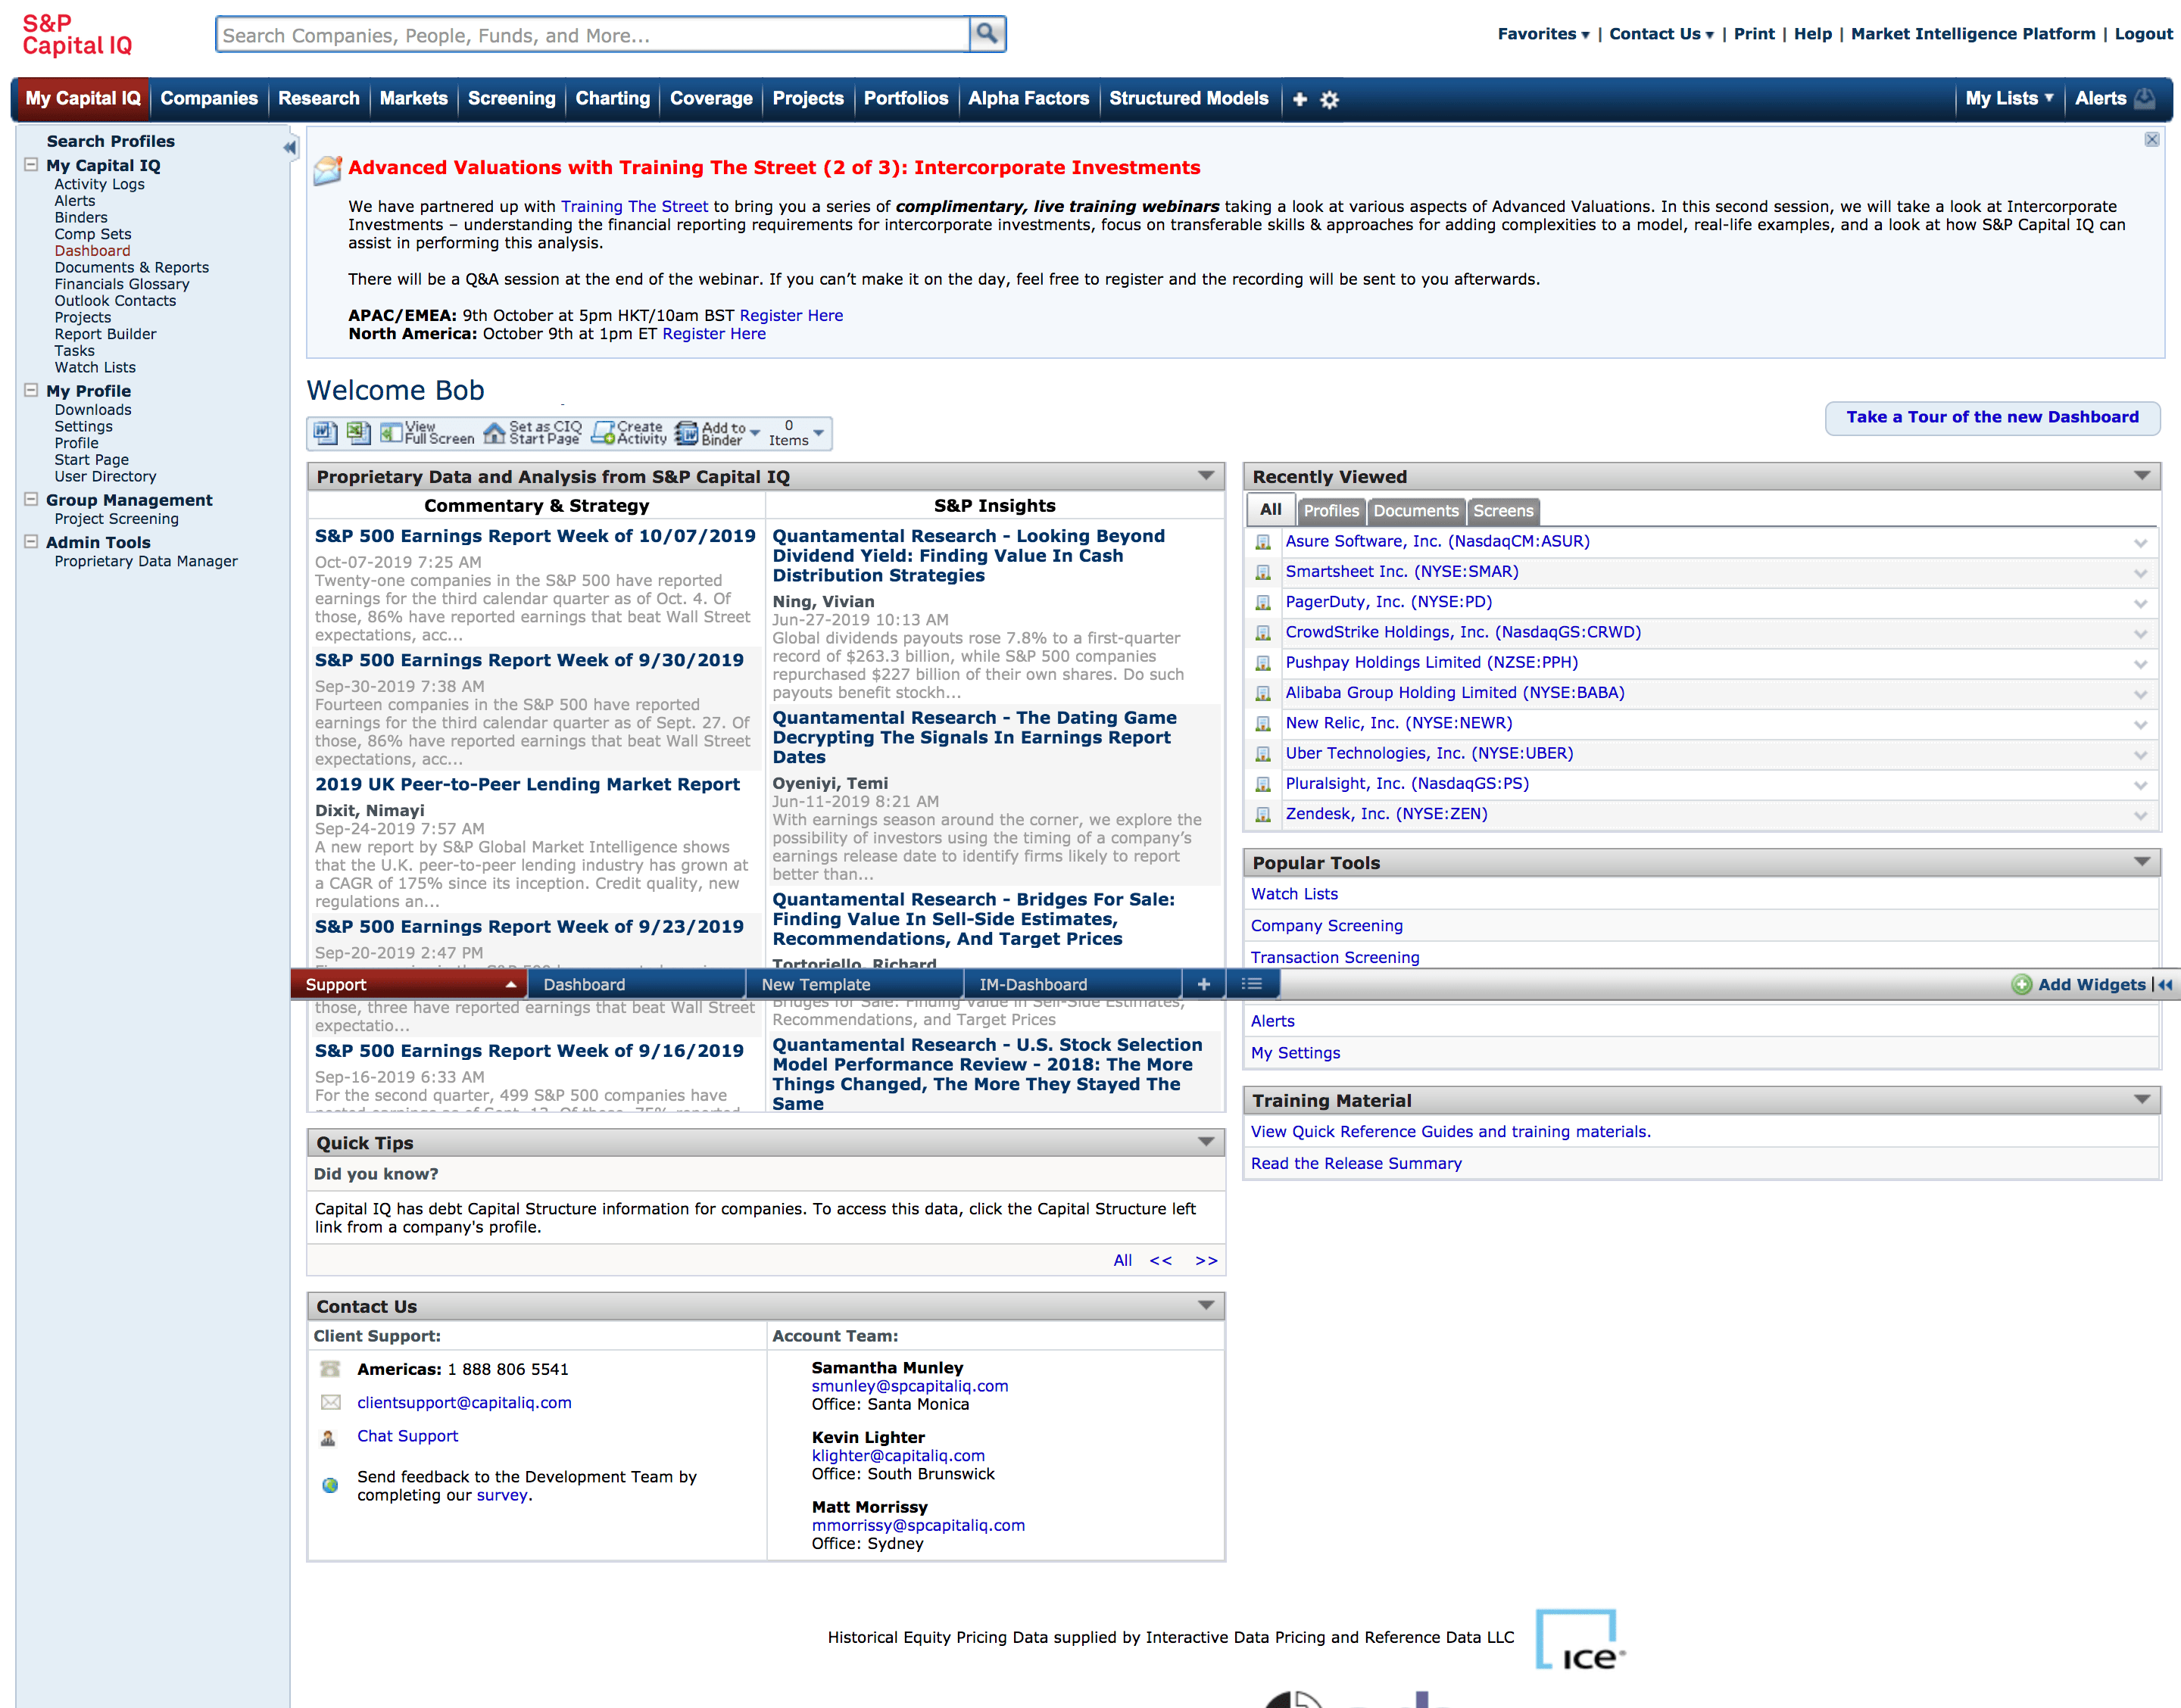 S&P
Capital IQ
Search Companies, People, Funds, and More...
Favorites | Contact Us | Print | Help | Market Intelligence Platform | Logout
My Capital IQ Companies Research Markets Screening Charting Coverage Projects Portfolios Alpha Factors Structured Models My Lists Alerts
Search Profiles
My Capital IQ
Activity Logs
Alerts
Binders
Comp Sets
Dashboard
Documents & Reports
Financials Glossary
Outlook Contacts
Projects
Report Builder
Tasks
Watch Lists
My Profile
Downloads
Settings
Profile
Start Page
User Directory
Group Management
Project Screening
Admin Tools
Proprietary Data Manager
Advanced Valuations with Training The Street (2 of 3): Intercorporate Investments
We have partnered up with Training The Street to bring you a series of complimentary, live training webinars taking a look at various aspects of Advanced Valuations. In this second session, we will take a look at Intercorporate
Investments – understanding the financial reporting requirements for intercorporate investments, focus on transferable skills & approaches for adding complexities to a model, real-life examples, and a look at how S&P Capital IQ can
assist in performing this analysis.
There will be a Q&A session at the end of the webinar. If you can't make it on the day, feel free to register and the recording will be sent to you afterwards.
APAC/EMEA: 9th October at 5pm HKT/10am BST Register Here
North America: October 9th at 1pm ET Register Here
Welcome Bob
View
Full Screen
Set as CIQ
Start Page
Create
Activity
Add to
Binder
0
Items
Take a Tour of the new Dashboard
Proprietary Data and Analysis from S&P Capital IQ
Commentary & Strategy
S&P 500 Earnings Report Week of 10/07/2019
Oct-07-2019 7:25 AM
Twenty-one companies in the S&P 500 have reported
earnings for the third calendar quarter as of Oct. 4. Of
those, 86% have reported earnings that beat Wall Street
expectations, acc...
S&P 500 Earnings Report Week of 9/30/2019
Sep-30-2019 7:38 AM
Fourteen companies in the S&P 500 have reported
earnings for the third calendar quarter as of Sept. 27. Of
those, 86% have reported earnings that beat Wall Street
expectations, acc...
2019 UK Peer-to-Peer Lending Market Report
Dixit, Nimayi
Sep-24-2019 7:57 AM
A new report by S&P Global Market Intelligence shows
that the U.K. peer-to-peer lending industry has grown at
a CAGR of 175% since its inception. Credit quality, new
regulations an...
S&P 500 Earnings Report Week of 9/23/2019
Sep-20-2019 2:47 PM
those, three have reported earnings that beat Wall Street
expectatio...
S&P 500 Earnings Report Week of 9/16/2019
Sep-16-2019 6:33 AM
For the second quarter, 499 S&P 500 companies have
S&P Insights
Quantamental Research - Looking Beyond
Dividend Yield: Finding Value In Cash
Distribution Strategies
Ning, Vivian
Jun-27-2019 10:13 AM
Global dividends payouts rose 7.8% to a first-quarter
record of $263.3 billion, while S&P 500 companies
repurchased $227 billion of their own shares. Do such
payouts benefit stockh...
Quantamental Research - The Dating Game
Decrypting The Signals In Earnings Report
Dates
Oyeniyi, Temi
Jun-11-2019 8:21 AM
With earnings season around the corner, we explore the
possibility of investors using the timing of a company's
earnings release date to identify firms likely to report
better than...
Quantamental Research - Bridges For Sale:
Finding Value In Sell-Side Estimates,
Recommendations, And Target Prices
Tortoriello, Richard
Bridges for Sale: Finding Value in Sell-Side Estimates,
Recommendations, and Target Prices
Quantamental Research - U.S. Stock Selection
Model Performance Review - 2018: The More
Things Changed, The More They Stayed The
Same
Recently Viewed
All Profiles Documents Screens
Asure Software, Inc. (NasdaqCM:ASUR)
Smartsheet Inc. (NYSE:SMAR)
PagerDuty, Inc. (NYSE:PD)
CrowdStrike Holdings, Inc. (NasdaqGS:CRWD)
Pushpay Holdings Limited (NZSE:PPH)
Alibaba Group Holding Limited (NYSE:BABA)
New Relic, Inc. (NYSE:NEWR)
Uber Technologies, Inc. (NYSE:UBER)
Pluralsight, Inc. (NasdaqGS:PS)
Zendesk, Inc. (NYSE:ZEN)
Popular Tools
Watch Lists
Company Screening
Transaction Screening
Support Dashboard New Template IM-Dashboard Add Widgets
Alerts
My Settings
Training Material
View Quick Reference Guides and training materials.
Read the Release Summary
Quick Tips
Did you know?
Capital IQ has debt Capital Structure information for companies. To access this data, click the Capital Structure left
link from a company's profile.
All << >>
Contact Us
Client Support:
Americas: 1 888 806 5541
clientsupport@capitaliq.com
Chat Support
Send feedback to the Development Team by
completing our survey.
Account Team:
Samantha Munley
smunley@spcapitaliq.com
Office: Santa Monica
Kevin Lighter
klighter@capitaliq.com
Office: South Brunswick
Matt Morrissy
mmorrissy@spcapitaliq.com
Office: Sydney
Historical Equity Pricing Data supplied by Interactive Data Pricing and Reference Data LLC
ice